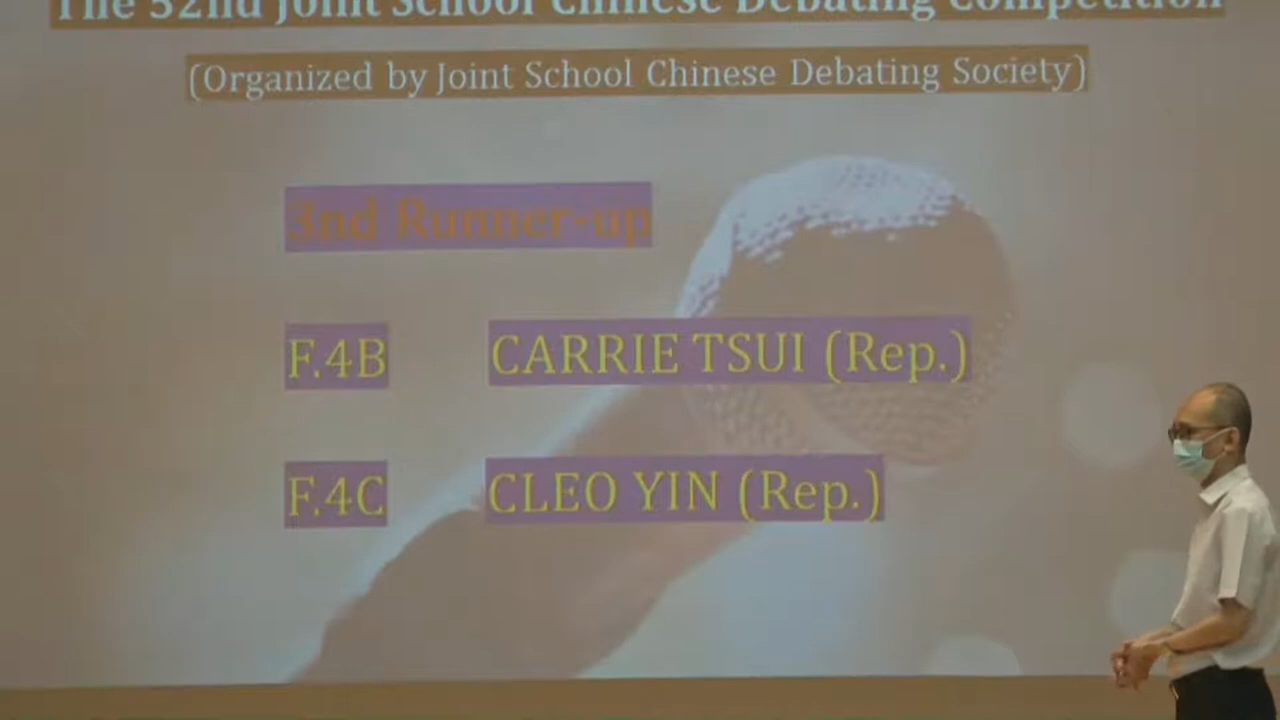 The 52nd Joint School Chinese Debating Competition
(Organized by Joint School Chinese Debating Society)
3nd Runner-up
F.4B CARRIE TSUI (Rep.)
F.4C CLEO YIN (Rep.)